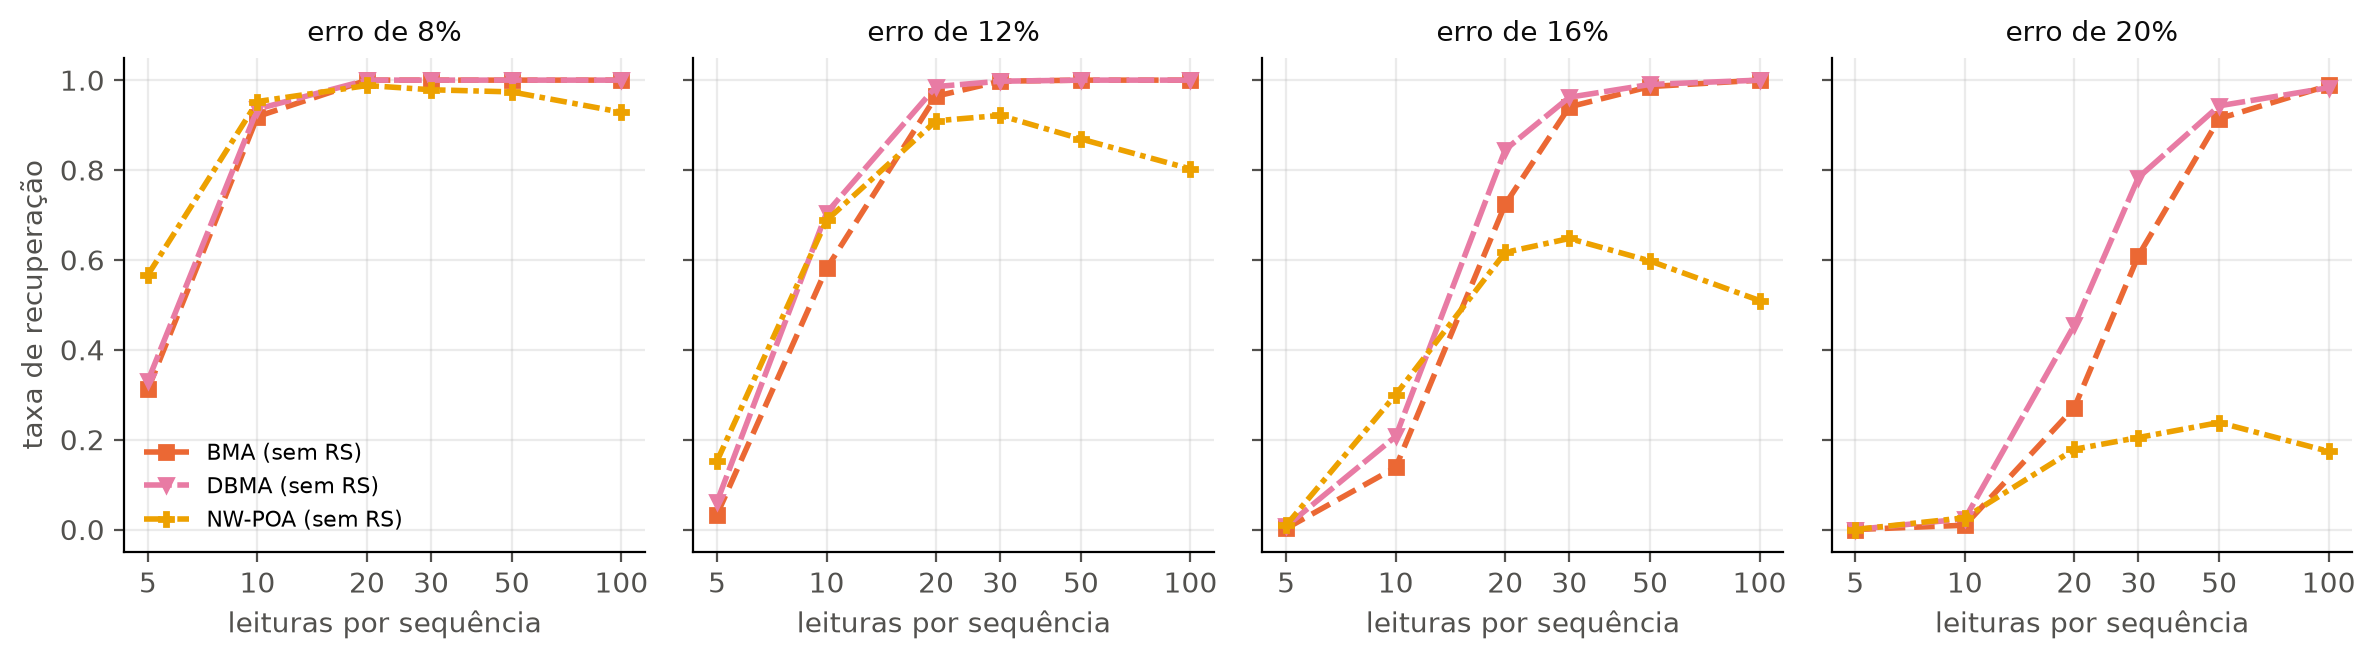 erro de 8%
erro de 12%
erro de 16%
erro de 20%
taxa de recuperação
1.0
0.8
0.6
0.4
0.2
0.0
BMA (sem RS)
DBMA (sem RS)
NW-POA (sem RS)
5 10 20 30 50 100
5 10 20 30 50 100
5 10 20 30 50 100
5 10 20 30 50 100
leituras por sequência
leituras por sequência
leituras por sequência
leituras por sequência